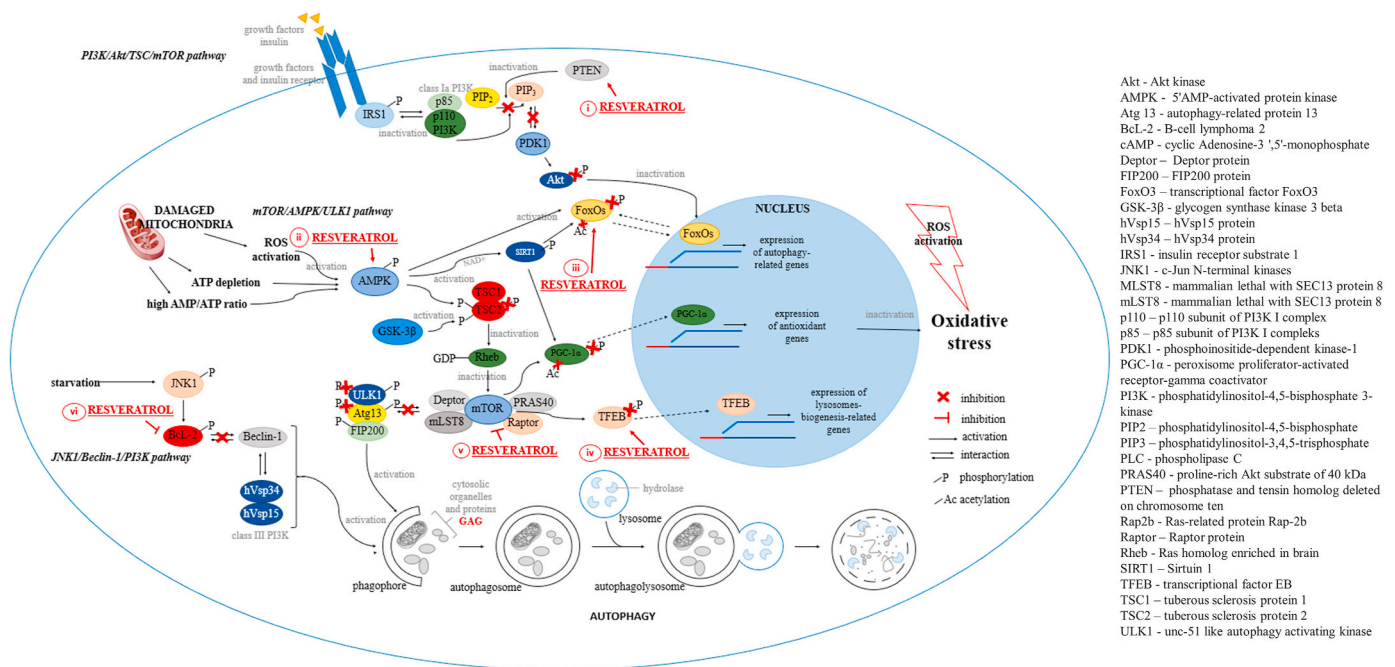 growth factors
insulin
PI3K/Akt/TSC/mTOR pathway
growth factors
and insulin receptor
IRS1
P
inactivation
class Ia PI3K
p85
p110
PI3K
PIP2
PIP3
inactivation
PTEN
i RESVERATROL
PDK1
Akt
P
inactivation
DAMAGED
MITOCHONDRIA
mTOR/AMPK/ULK1 pathway
ROS
activation
ii RESVERATROL
activation
ATP depletion
high AMP/ATP ratio
AMPK
P
activation
NAD+
SIRT1
activation
FoxOs
P
Ac
iii
RESVERATROL
NUCLEUS
FoxOs
expression
of autophagy-
related genes
ROS
activation
GSK-3β
activation
P
P
TSC1
TSC2
P
inactivation
GDP
Rheb
inactivation
PGC-1α
P
Ac
PGC-1α
expression
of antioxidant
genes
inactivation
Oxidative
stress
starvation
JNK1
P
vi RESVERATROL
BcL-2
P
Beclin-1
JNK1/Beclin-1/PI3K pathway
hVsp34
hVsp15
class III PI3K
P
P
ULK1
P
Atg13
P
P
FIP200
Deptor
mLST8
mTOR
PRAS40
Raptor
v RESVERATROL
TFEB
P
iv RESVERATROL
TFEB
expression of
lysosomes-
biogenesis-related
genes
inhibition
inhibition
activation
interaction
P phosphorylation
Ac acetylation
activation
activation
cytosolic
organelles
and proteins
GAG
hydrolase
lysosome
phagophore
autophagosome
autophagolysosome
AUTOPHAGY
Akt - Akt kinase
AMPK - 5'AMP-activated protein kinase
Atg 13 - autophagy-related protein 13
BcL-2 - B-cell lymphoma 2
cAMP - cyclic Adenosine-3 ',5'-monophosphate
Deptor – Deptor protein
FIP200 – FIP200 protein
FoxO3 – transcriptional factor FoxO3
GSK-3β - glycogen synthase kinase 3 beta
hVsp15 – hVsp15 protein
hVsp34 – hVsp34 protein
IRS1 - insulin receptor substrate 1
JNK1 - c-Jun N-terminal kinases
MLST8 - mammalian lethal with SEC13 protein 8
mLST8 - mammalian lethal with SEC13 protein 8
p110 – p110 subunit of PI3K I complex
p85 – p85 subunit of PI3K I compleks
PDK1 - phosphoinositide-dependent kinase-1
PGC-1α - peroxisome proliferator-activated
receptor-gamma coactivator
PI3K - phosphatidylinositol-4,5-bisphosphate 3-
kinase
PIP2 – phosphatidylinositol-4,5-bisphosphate
PIP3 - phosphatidylinositol-3,4,5-trisphosphate
PLC - phospholipase C
PRAS40 - proline-rich Akt substrate of 40 kDa
PTEN – phosphatase and tensin homolog deleted
on chromosome ten
Rap2b - Ras-related protein Rap-2b
Raptor – Raptor protein
Rheb - Ras homolog enriched in brain
SIRT1 – Sirtuin 1
TFEB - transcriptional factor EB
TSC1 – tuberous sclerosis protein 1
TSC2 – tuberous sclerosis protein 2
ULK1 - unc-51 like autophagy activating kinase